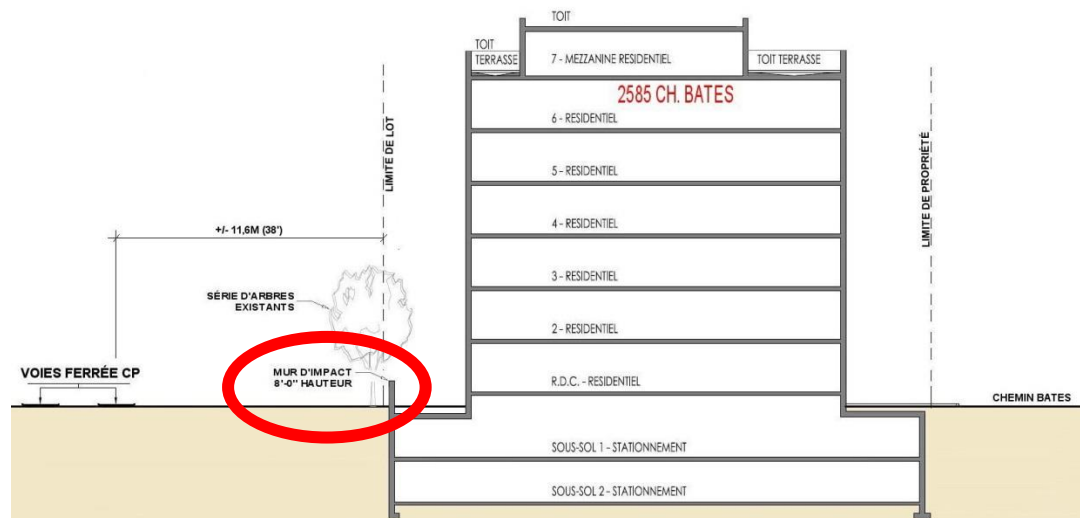 TOIT
TOIT
TERRASSE
7 - MEZZANINE RESIDENTIEL
TOIT TERRASSE
2585 CH. BATES
6 - RESIDENTIEL
LIMITE DE LOT
5 - RESIDENTIEL
LIMITE DE PROPRIÉTÉ
4 - RESIDENTIEL
+/- 11,6M (38')
3 - RESIDENTIEL
SÉRIE D'ARBRES
EXISTANTS
2 - RESIDENTIEL
MUR D'IMPACT
8'-0" HAUTEUR
VOIES FERRÉE CP
R.D.C. - RESIDENTIEL
CHEMIN BATES
SOUS-SOL 1 - STATIONNEMENT
SOUS-SOL 2 - STATIONNEMENT